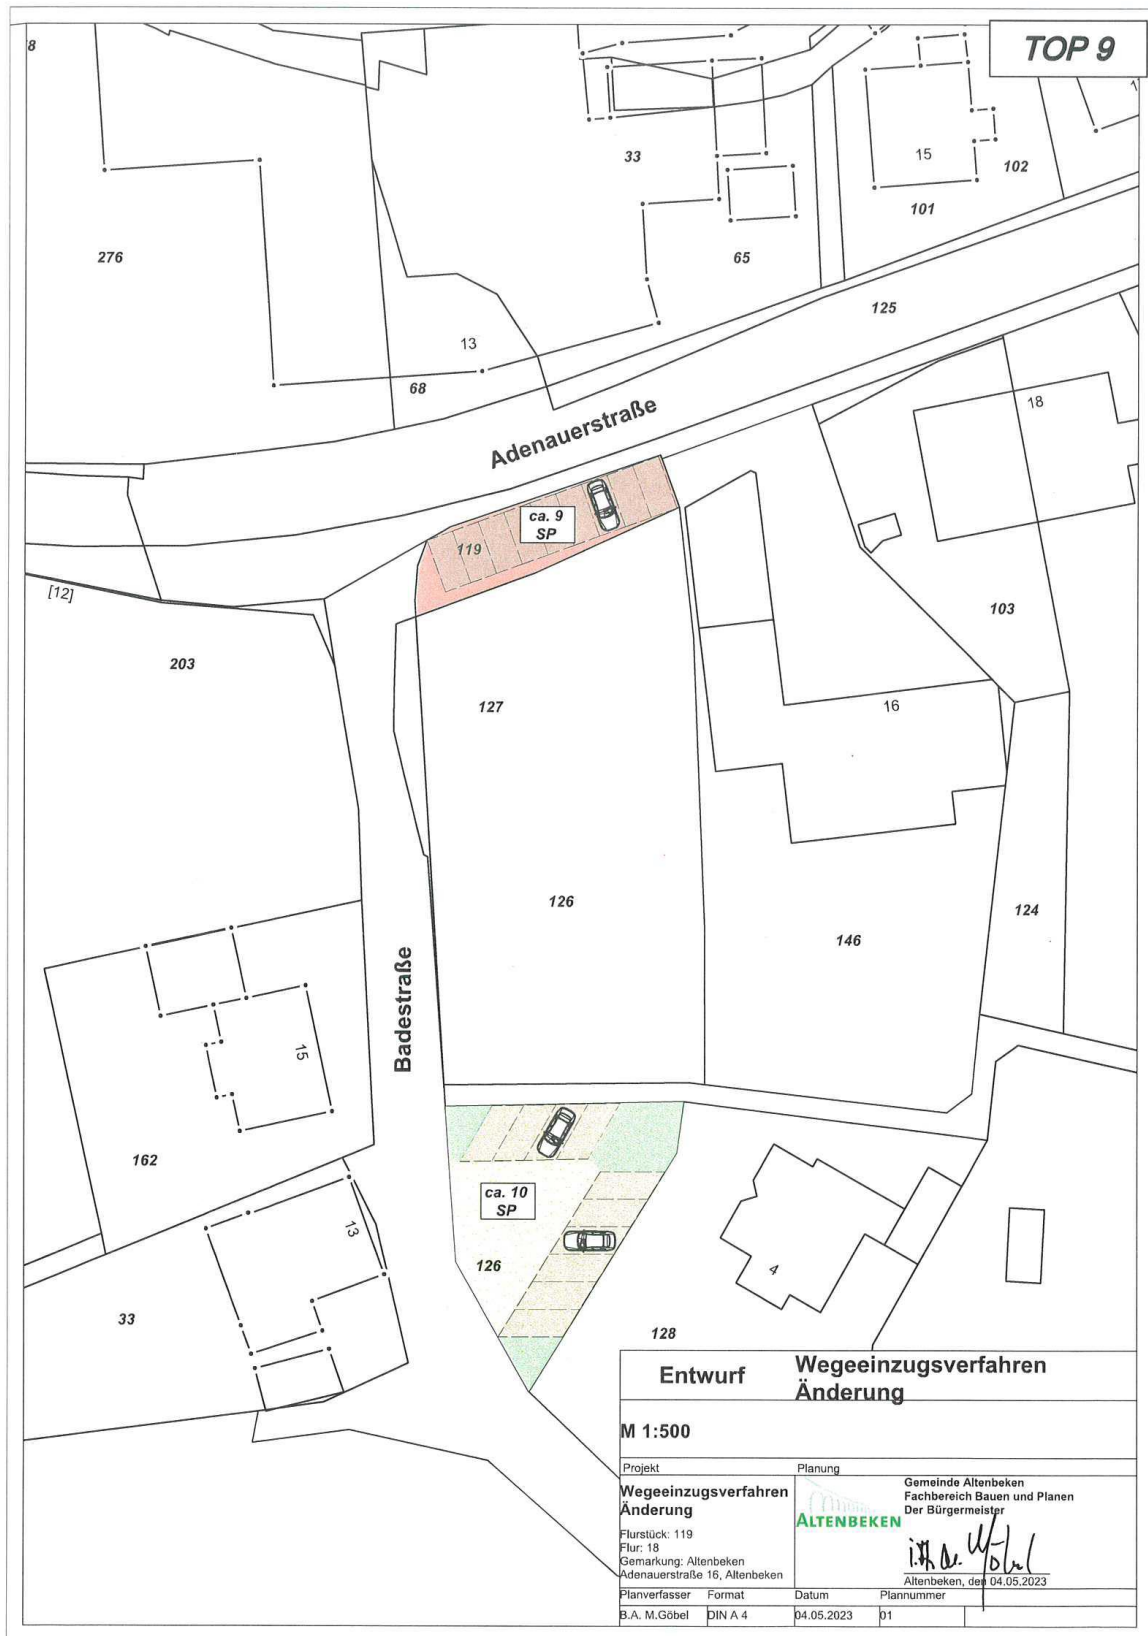 TOP 9
8
33
15
102
101
276
65
125
13
68
18
Adenauerstraße
ca. 9
SP
119
[12]
103
203
127
16
126
146
124
Badestraße
15
162
ca. 10
SP
13
126
4
33
128
Entwurf
Wegeeinzugsverfahren
Änderung
M 1:500
Projekt
Planung
Wegeeinzugsverfahren
Änderung
Flurstück: 119
Flur: 18
Gemarkung: Altenbeken
Adenauerstraße 16, Altenbeken
ALTENBEKEN
Gemeinde Altenbeken
Fachbereich Bauen und Planen
Der Bürgermeister
Altenbeken, den 04.05.2023
Planverfasser
Format
Datum
Plannummer
B.A. M.Göbel
DIN A 4
04.05.2023
01